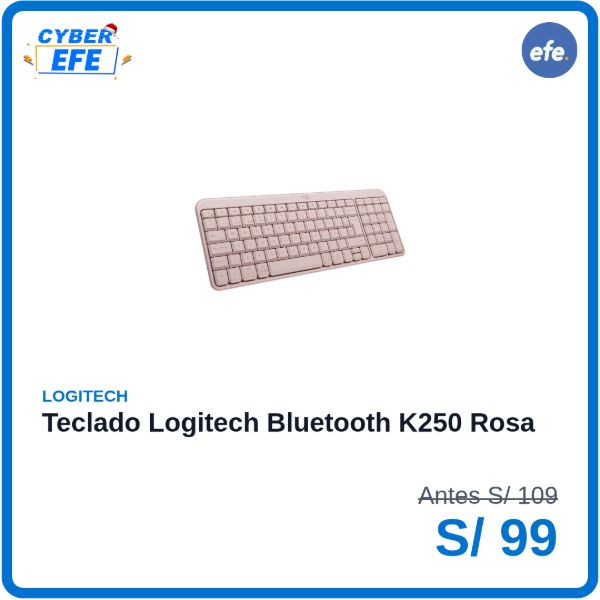 CYBER
EFE
efe.
LOGITECH
Teclado Logitech Bluetooth K250 Rosa
Antes S/ 109
S/ 99